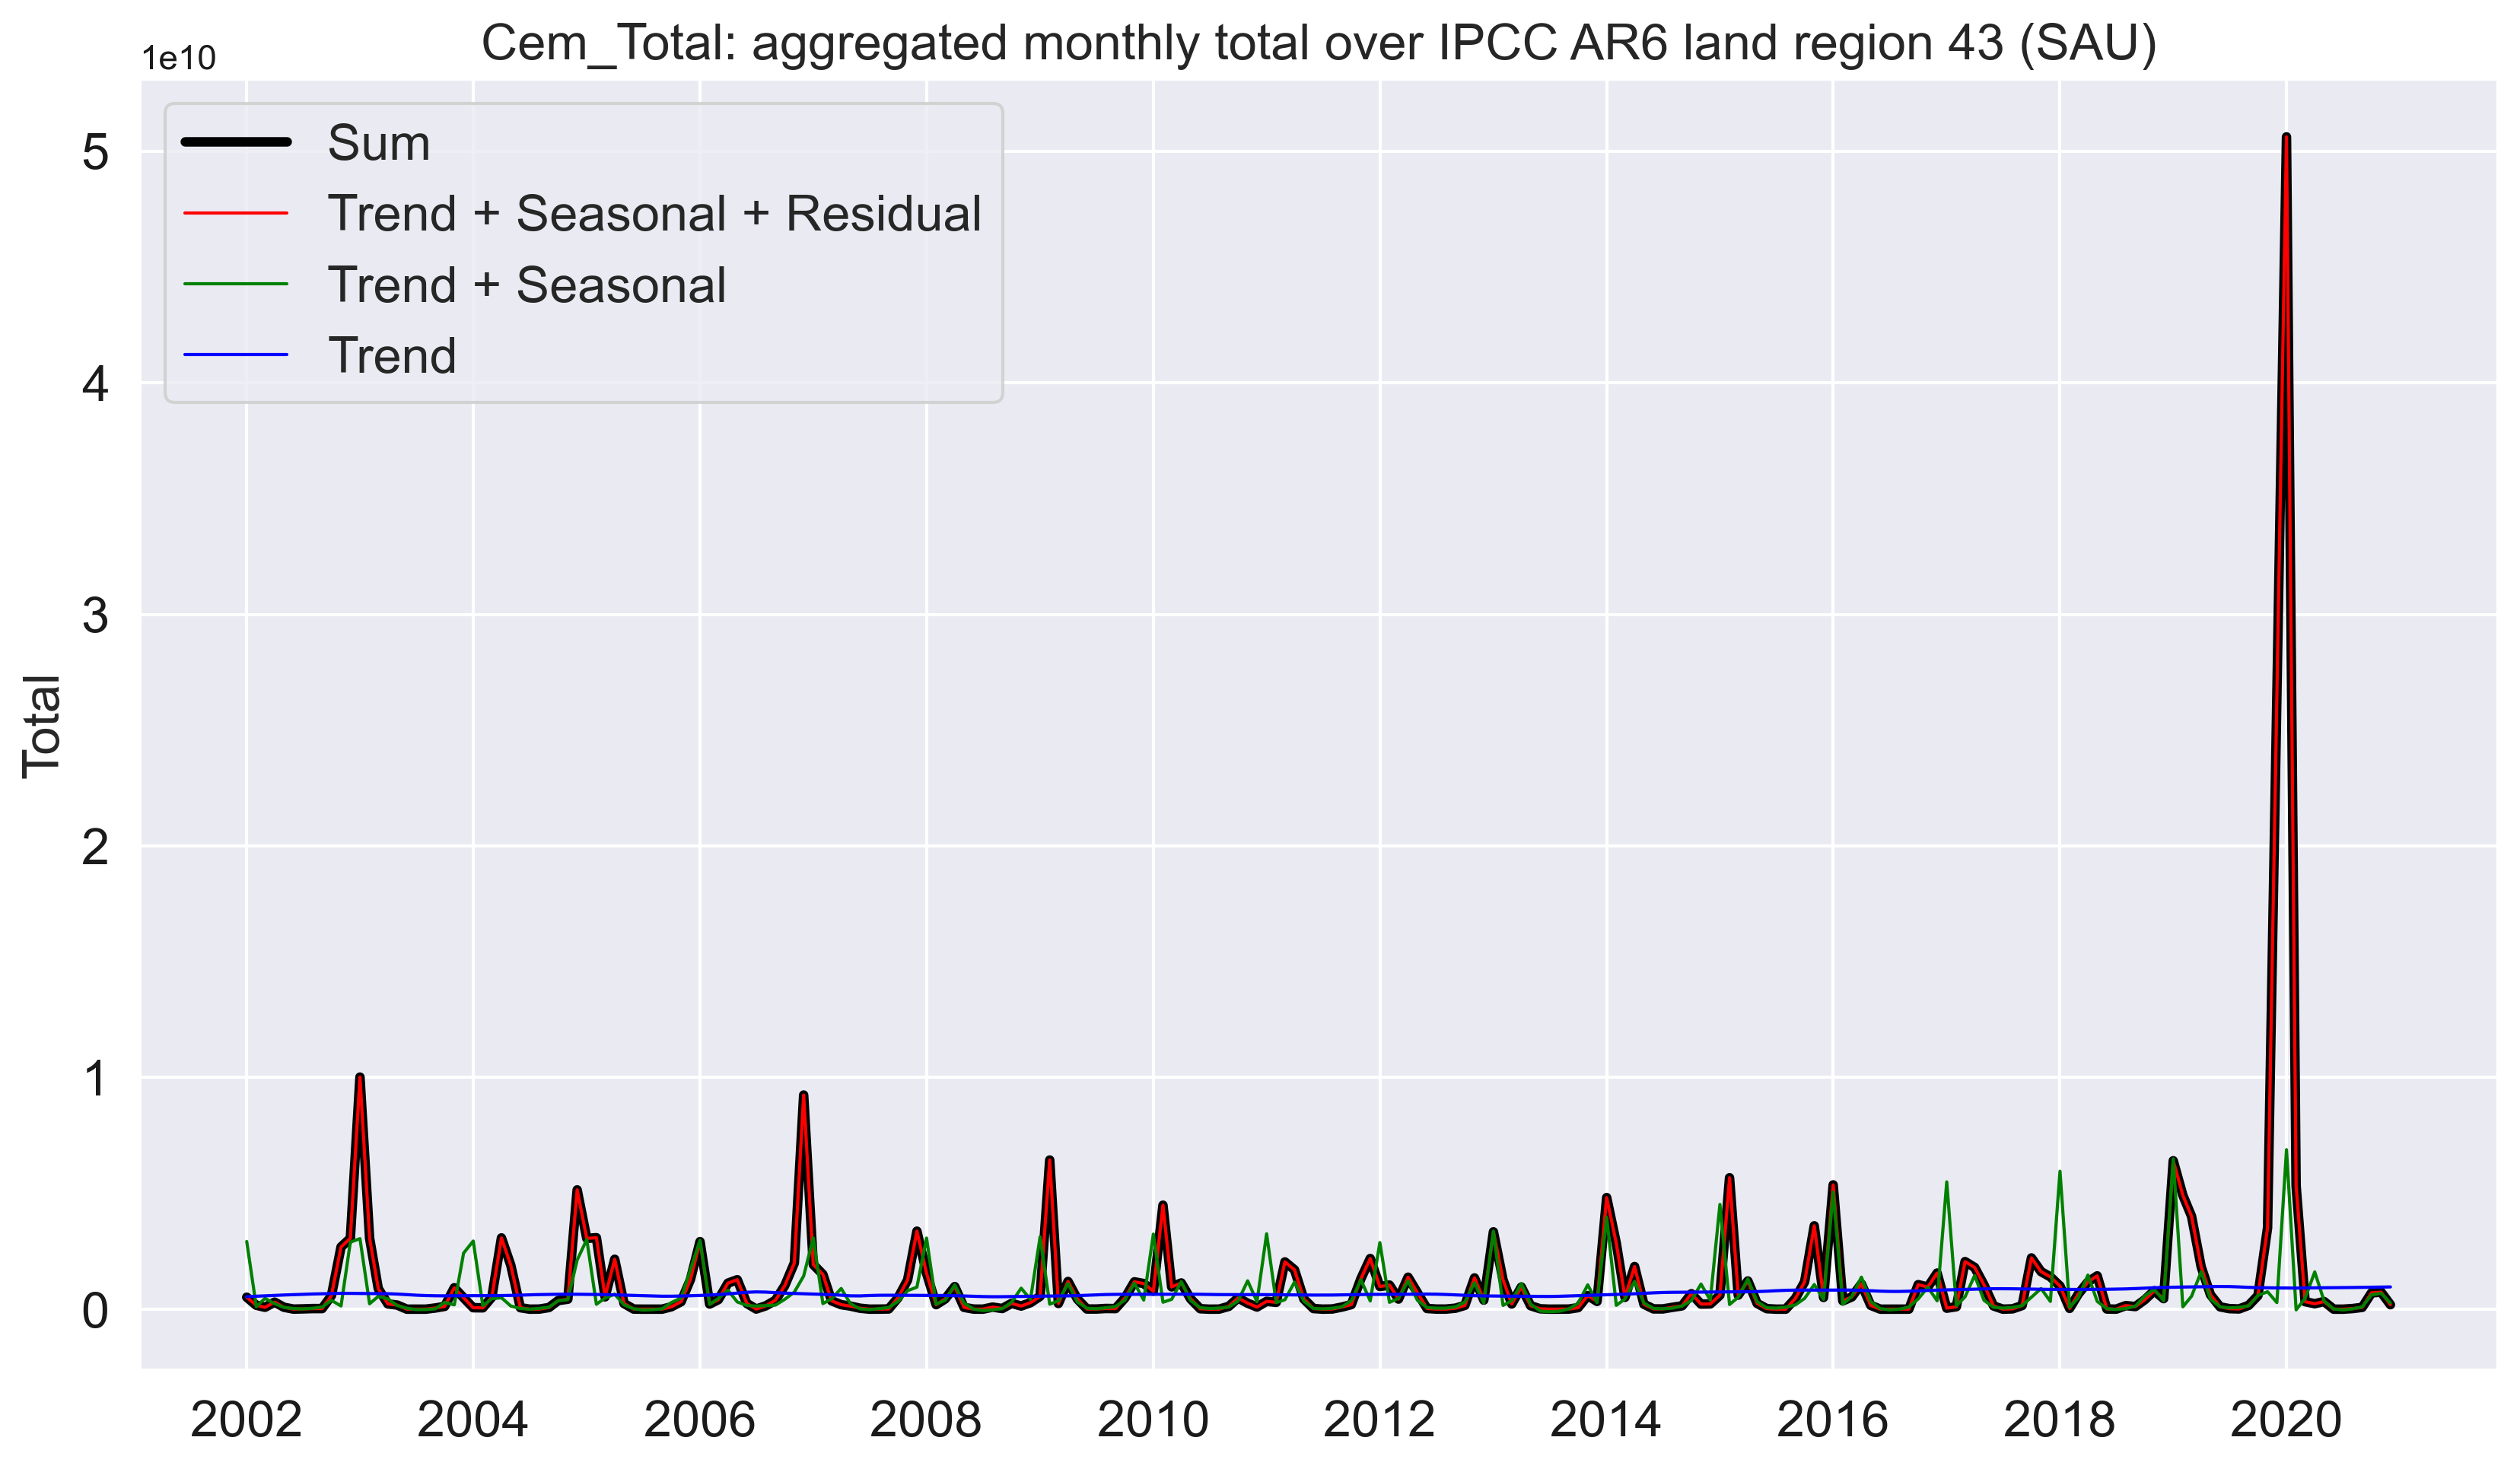 Cem_Total: aggregated monthly total over IPCC AR6 land region 43 (SAU)
1e10
Sum
Trend + Seasonal + Residual
Trend + Seasonal
Trend
5
4
3
2
1
0
Total
2002 2004 2006 2008 2010 2012 2014 2016 2018 2020